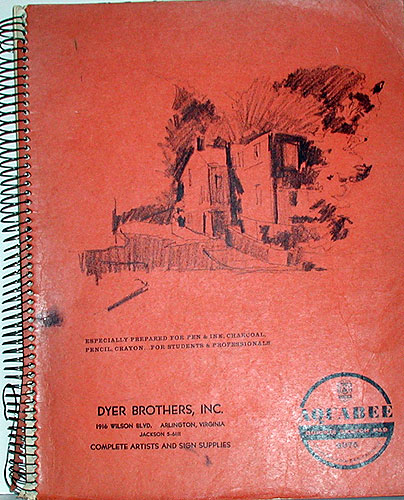 ESPECIALLY PREPARED FOR PEN & INK, CHARCOAL,
PENCIL, CRAYON...FOR STUDENTS & PROFESSIONALS
DYER BROTHERS, INC.
1916 WILSON BLVD. ARLINGTON, VIRGINIA
JACKSON 5-6111
COMPLETE ARTISTS AND SIGN SUPPLIES
AQUABEE